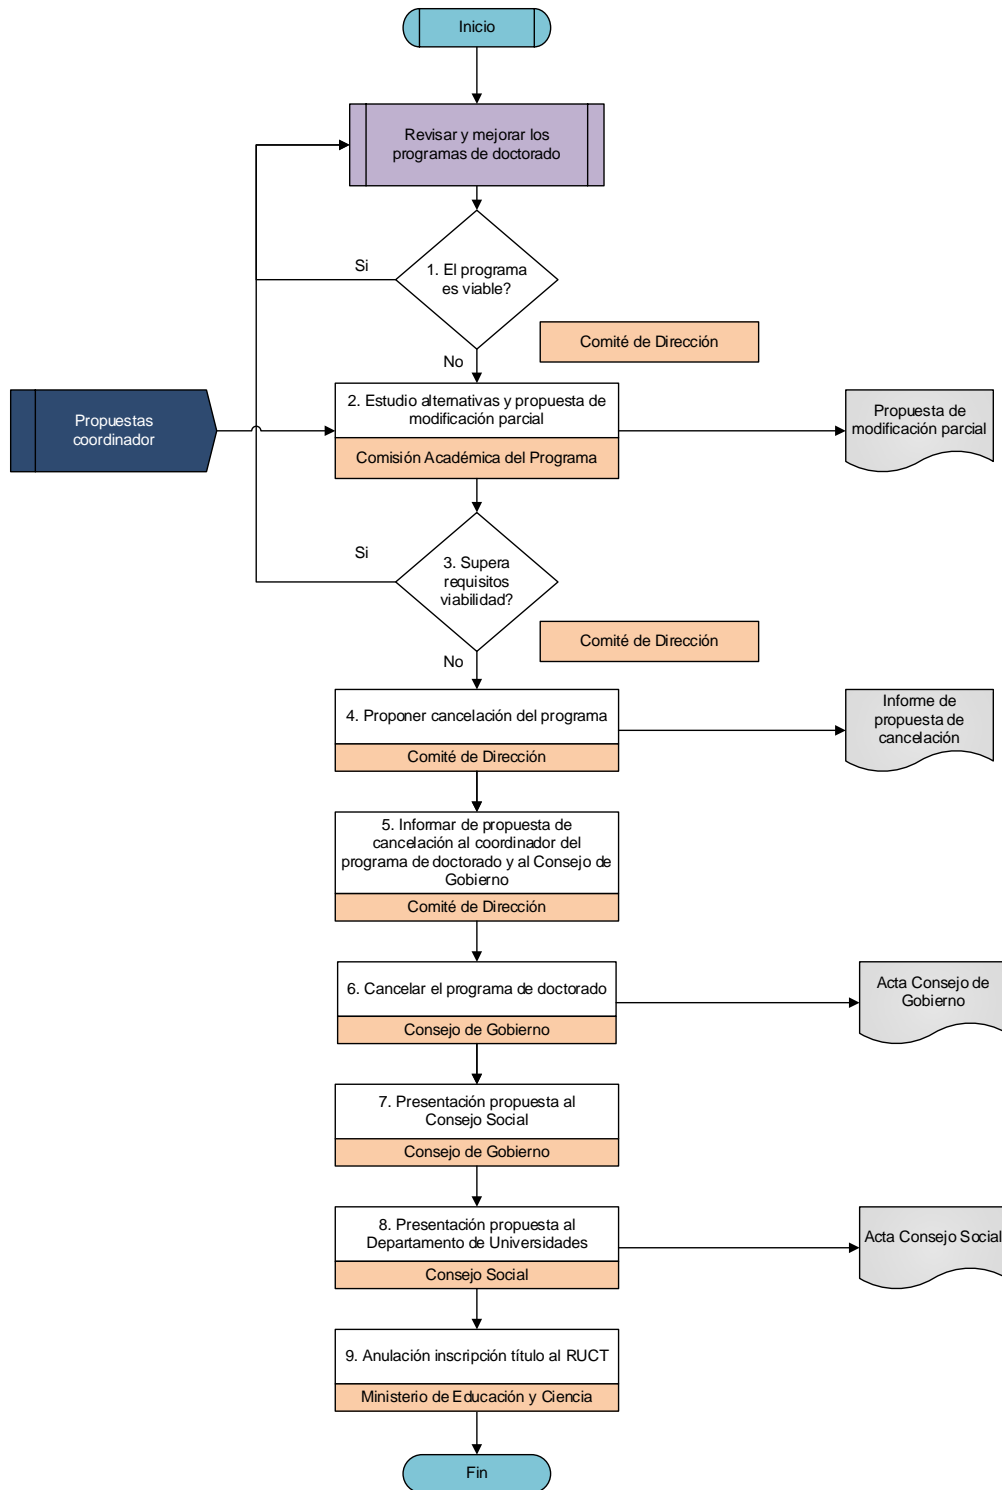 Inicio
Revisar y mejorar los
programas de doctorado
Si
1. El programa
es viable?
Comité de Dirección
No
Propuestas
coordinador
2. Estudio alternativas y propuesta de
modificación parcial
Comisión Académica del Programa
Propuesta de
modificación parcial
Si
3. Supera
requisitos
viabilidad?
Comité de Dirección
No
4. Proponer cancelación del programa
Comité de Dirección
Informe de
propuesta de
cancelación
5. Informar de propuesta de
cancelación al coordinador del
programa de doctorado y al Consejo de
Gobierno
Comité de Dirección
6. Cancelar el programa de doctorado
Consejo de Gobierno
Acta Consejo de
Gobierno
7. Presentación propuesta al
Consejo Social
Consejo de Gobierno
8. Presentación propuesta al
Departamento de Universidades
Consejo Social
Acta Consejo Social
9. Anulación inscripción título al RUCT
Ministerio de Educación y Ciencia
Fin